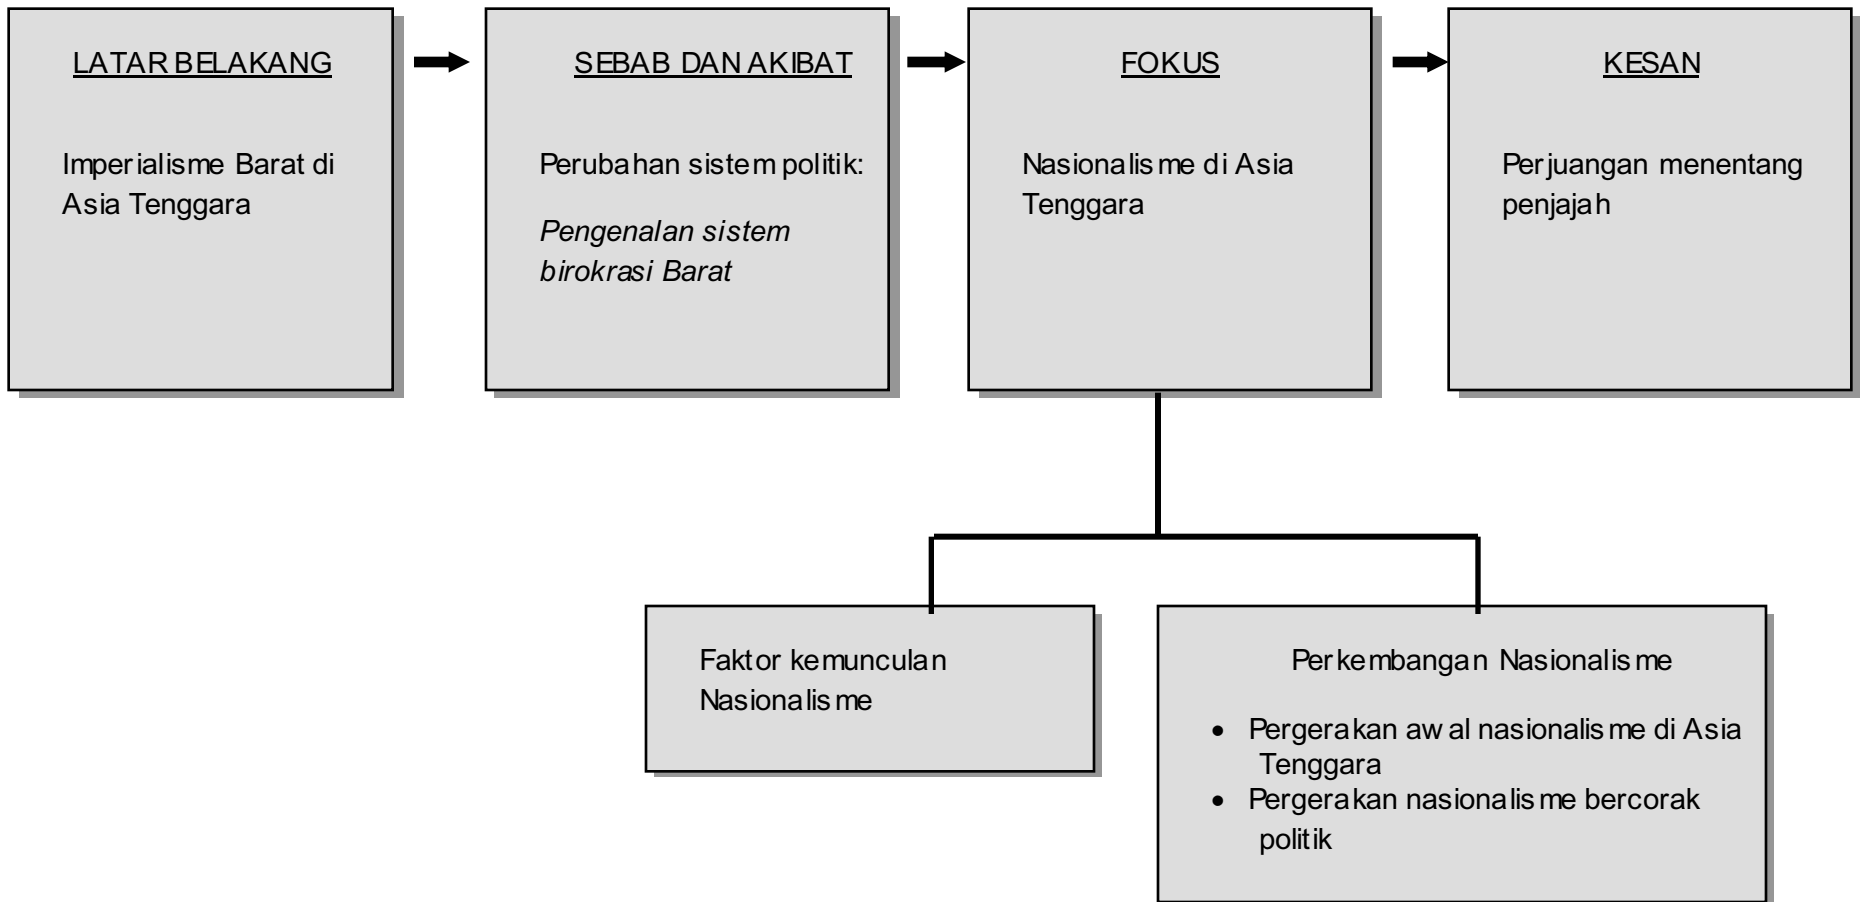 LATAR BELAKANG
Imperialisme Barat di
Asia Tenggara
SEBAB DAN AKIBAT
Perubahan sistem politik:
Pengenalan sistem
birokrasi Barat
FOKUS
Nasionalisme di Asia
Tenggara
KESAN
Perjuangan menentang
penjajah
Faktor kemunculan
Nasionalisme
Perkembangan Nasionalisme
• Pergerakan awal nasionalisme di Asia
Tenggara
• Pergerakan nasionalisme bercorak
politik